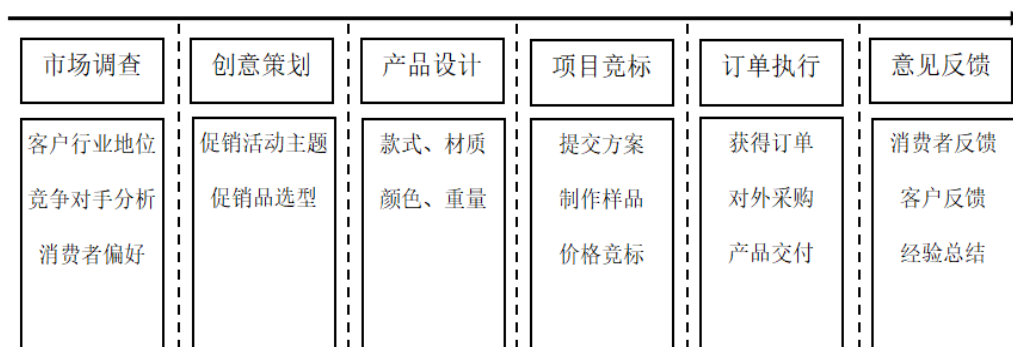 市场调查
创意策划
产品设计
项目竞标
订单执行
意见反馈
客户行业地位
竞争对手分析
消费者偏好
促销活动主题
促销品选型
款式、材质
颜色、重量
提交方案
制作样品
价格竞标
获得订单
对外采购
产品交付
消费者反馈
客户反馈
经验总结